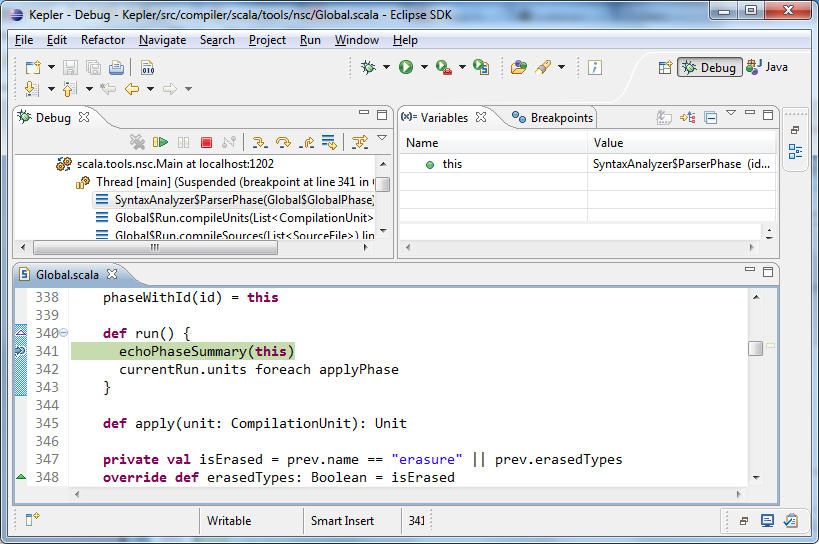 Kepler - Debug - Kepler/src/compiler/scala/tools/nsc/Global.scala - Eclipse SDK
File Edit Refactor Navigate Search Project Run Window Help
Debug Java
Debug
scala.tools.nsc.Main at localhost:1202
Thread [main] (Suspended (breakpoint at line 341 in
SyntaxAnalyzer$ParserPhase(Global$GlobalPhase)
Global$Run.compileUnits(List<CompilationUnit>
Global$Run.compileSources(List<SourceFile>) lin
Variables Breakpoints
Name Value
this SyntaxAnalyzer$ParserPhase (id...
Global.scala
338 phaseWithId(id) = this
339
340 def run() {
341 echoPhaseSummary(this)
342 currentRun.units foreach applyPhase
343 }
344
345 def apply(unit: CompilationUnit): Unit
346
347 private val isErased = prev.name == "erasure" || prev.erasedTypes
348 override def erasedTypes: Boolean = isErased
Writable Smart Insert 341